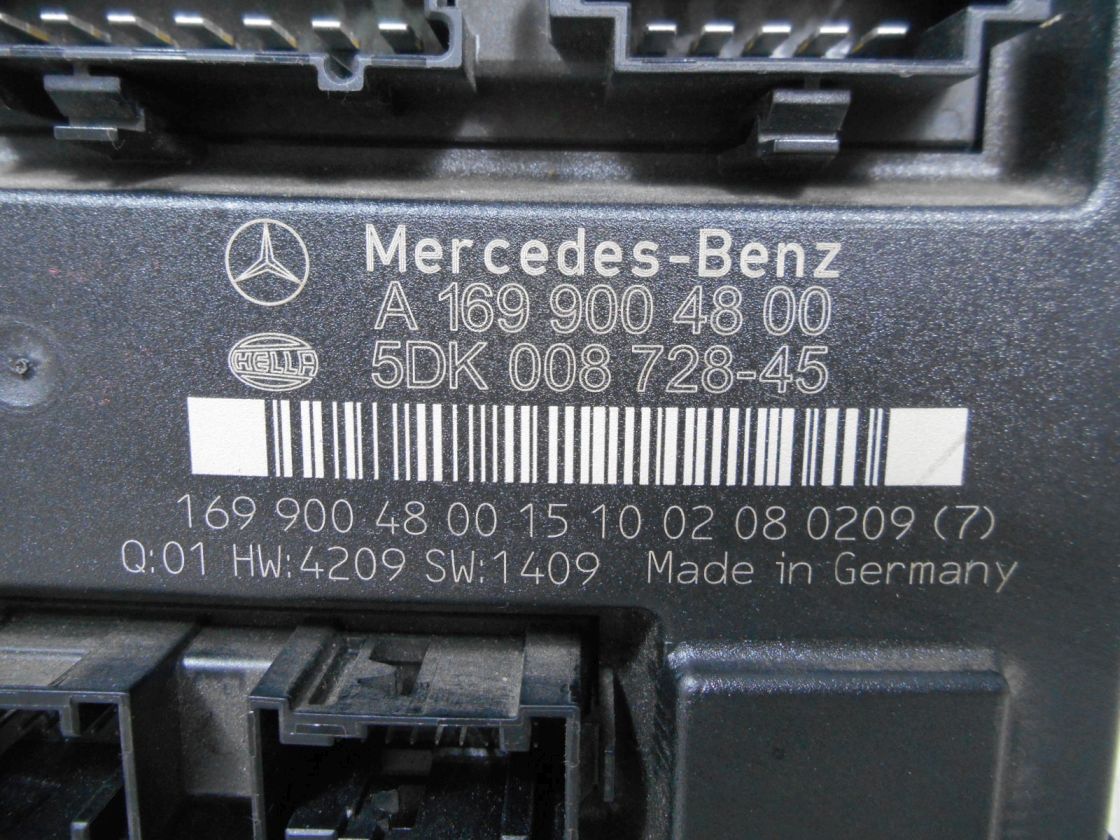 Mercedes-Benz
A 169 900 48 00
HELLA
5DK 008 728-45
169 900 48 00 15 10 02 08 0209 (7)
Q:01 HW:4209 SW:1409 Made in Germany